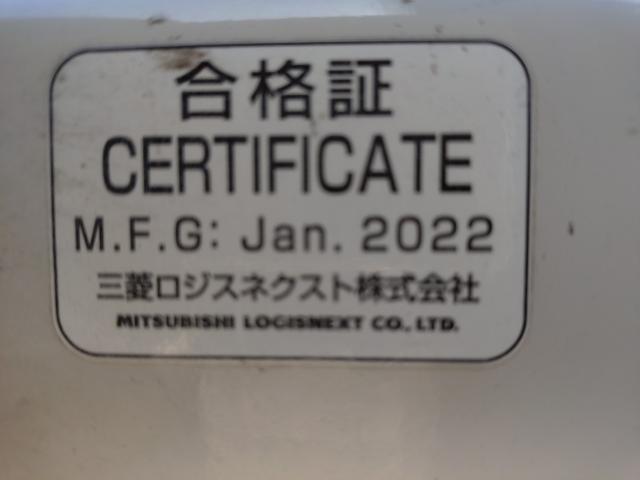 合格証
CERTIFICATE
M.F.G: Jan. 2022
三菱ロジスネクスト株式会社
MITSUBISHI LOGISNEXT CO., LTD.